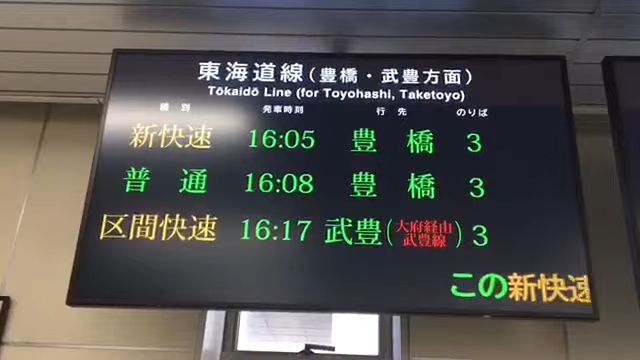 東海道線(豊橋・武豊方面)
Tōkaidō Line (for Toyohashi, Taketoyo)
種別 発車時刻 行先 のりば
新快速 16:05 豊橋 3
普通 16:08 豊橋 3
区間快速 16:17 武豊(大府経由武豊線) 3
この新快速